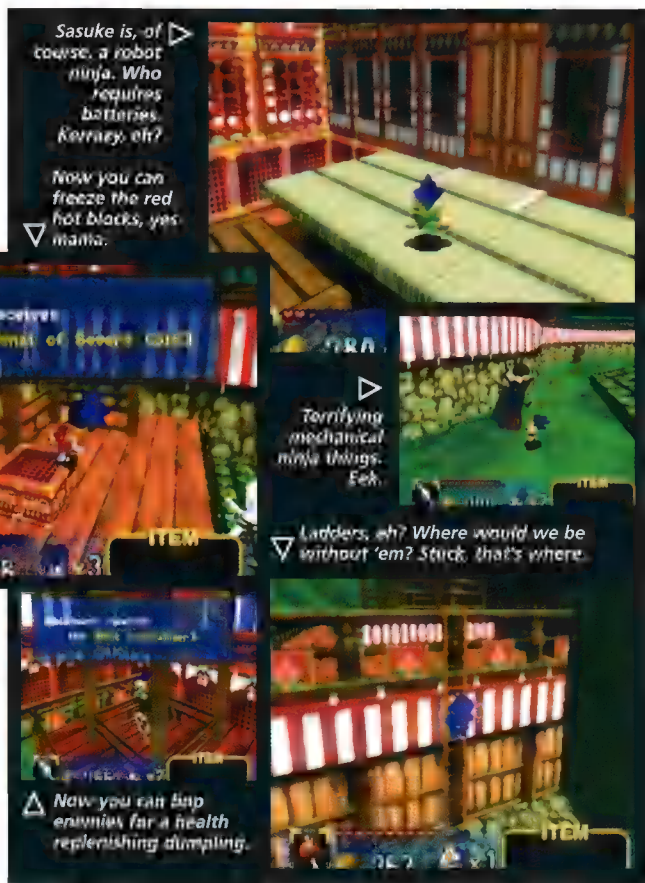 Sasuke is, of
course, a robot
ninja. Who
requires
batteries.
Kerrazy, eh?
Now you can
freeze the red
hot blocks, yes
mama.
Terrifying
mechanical
ninja things.
Eek.
ITEM
Ladders, eh? Where would we be
without 'em? Stuck, that's where.
ITEM
Now you can bop
enemies for a health
replenishing dumpling.
ITEM
ITEM